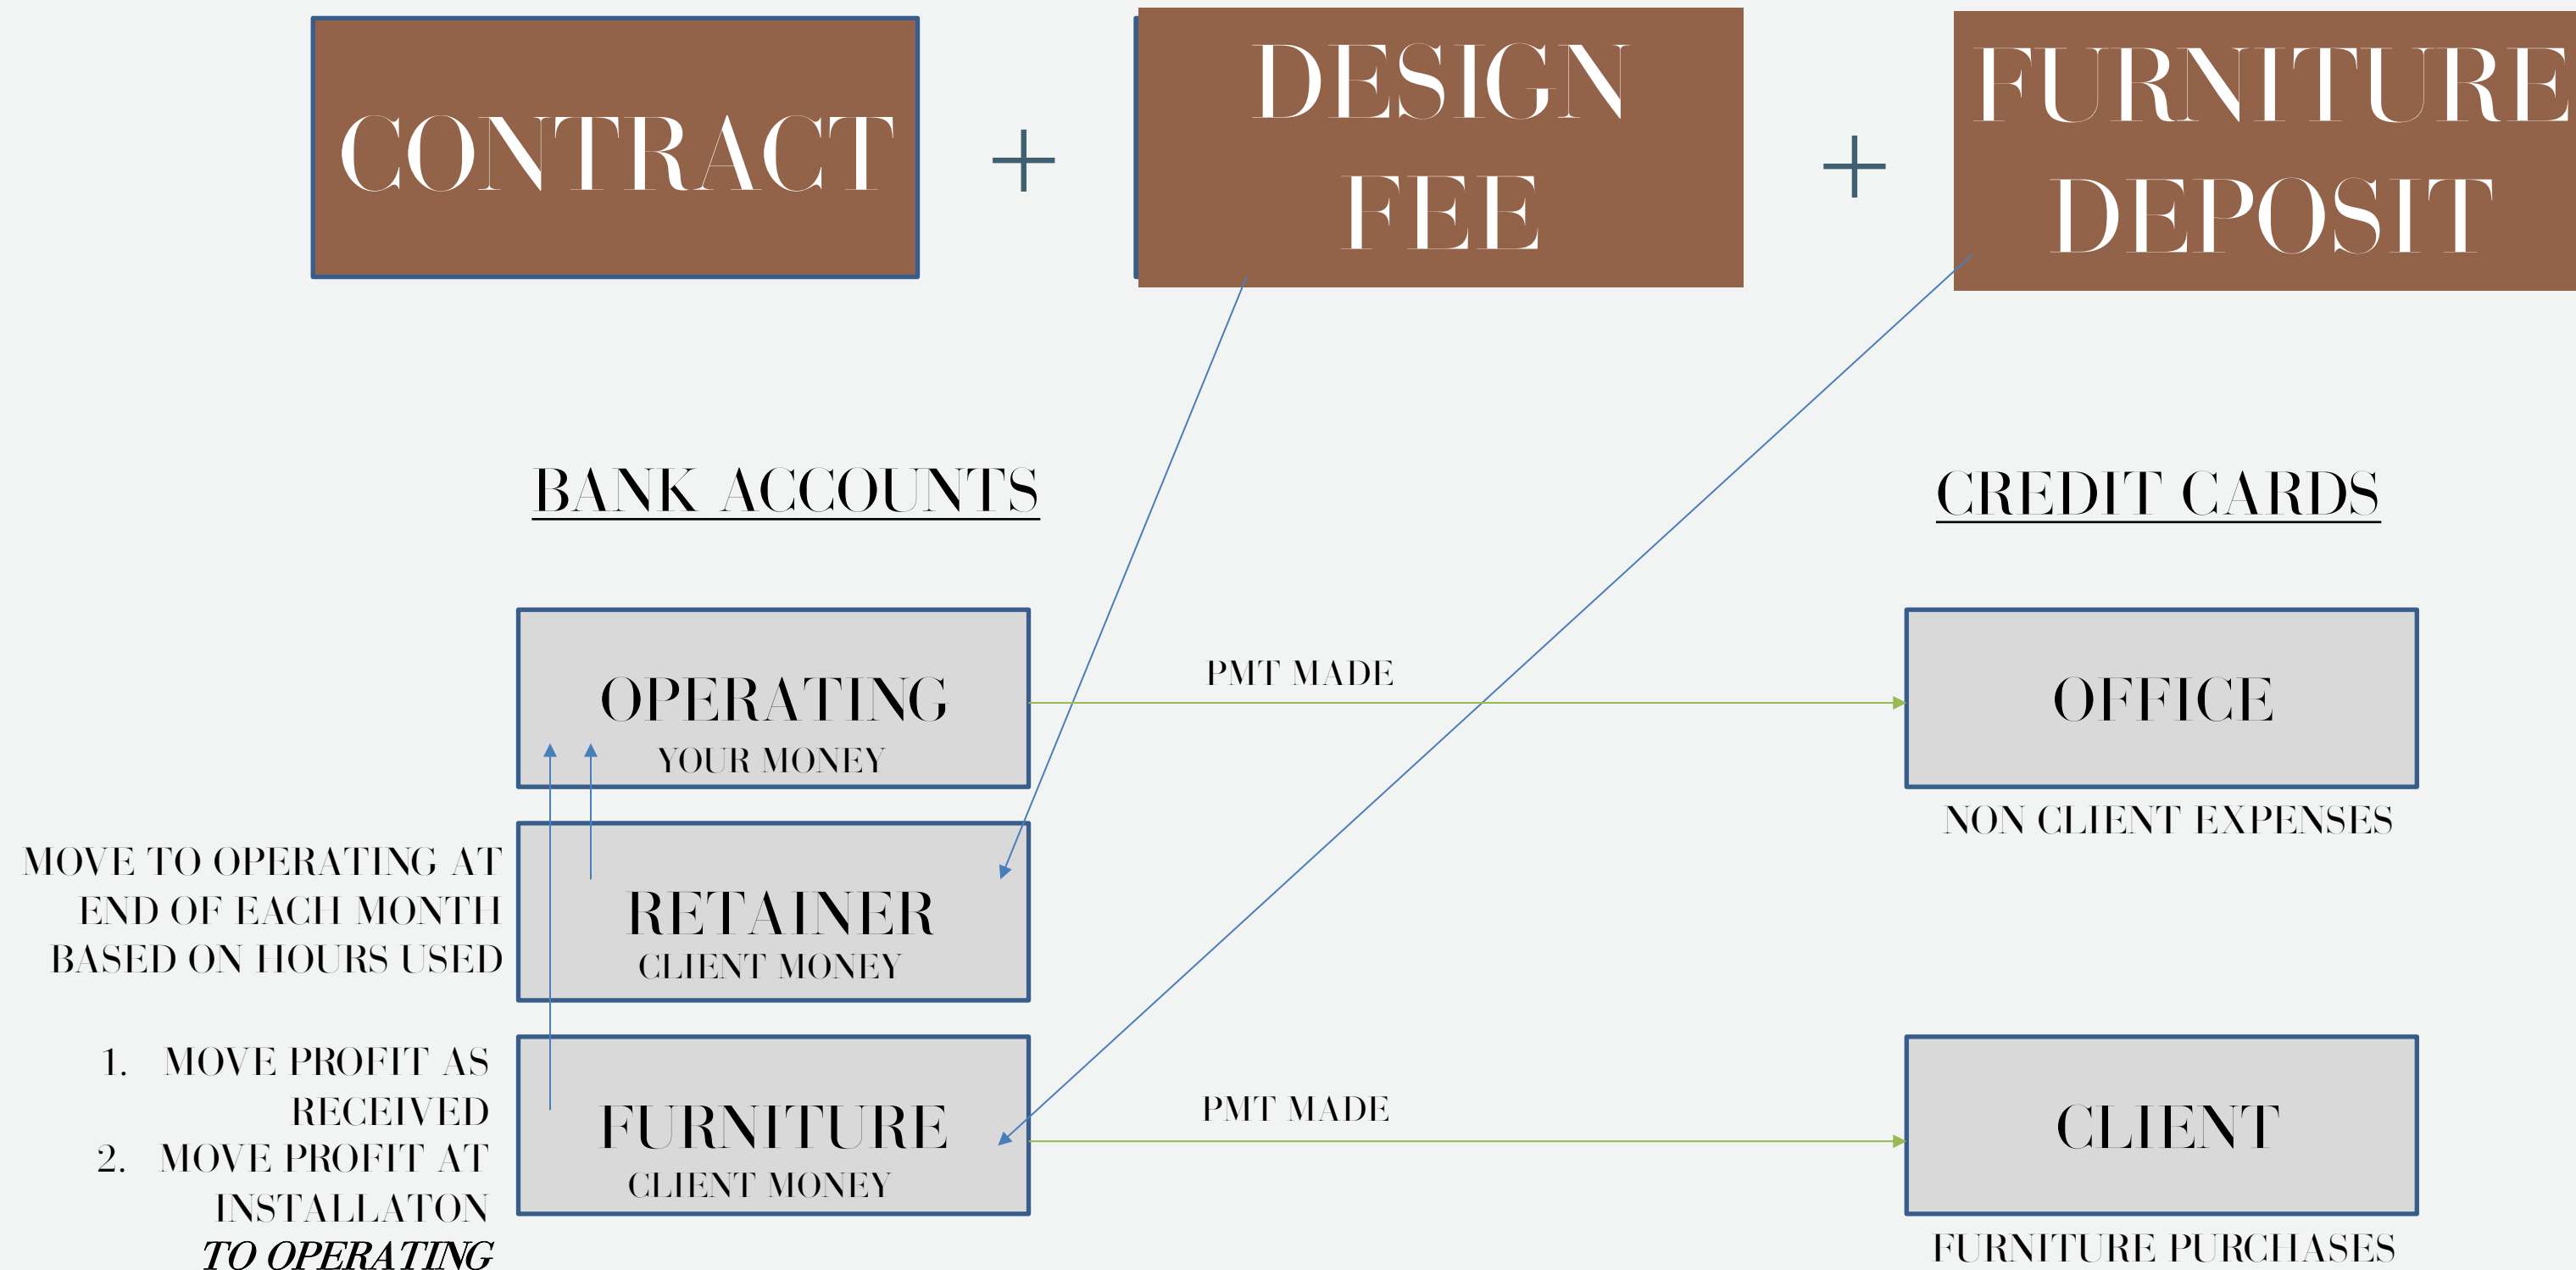 CONTRACT
+
DESIGN
FEE
+
FURNITURE
DEPOSIT
BANK ACCOUNTS
CREDIT CARDS
OPERATING
YOUR MONEY
PMT MADE
OFFICE
NON CLIENT EXPENSES
MOVE TO OPERATING AT
END OF EACH MONTH
BASED ON HOURS USED
RETAINER
CLIENT MONEY
1. MOVE PROFIT AS
RECEIVED
2. MOVE PROFIT AT
INSTALLATON
TO OPERATING
FURNITURE
CLIENT MONEY
PMT MADE
CLIENT
FURNITURE PURCHASES